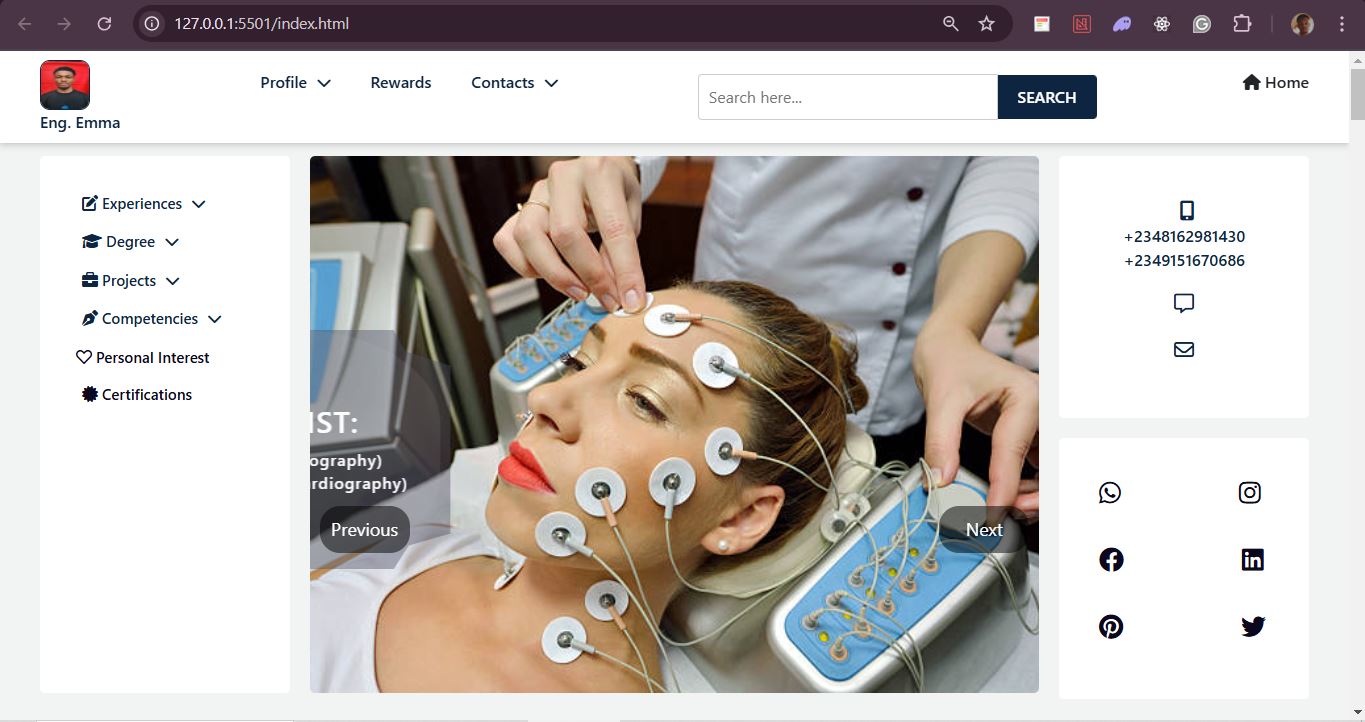 127.0.0.1:5501/index.html
Eng. Emma
Profile
Rewards
Contacts
Search here...
SEARCH
Home
Experiences
Degree
Projects
Competencies
Personal Interest
Certifications
IST:
ography)
rdiography)
Previous
Next
+2348162981430
+2349151670686